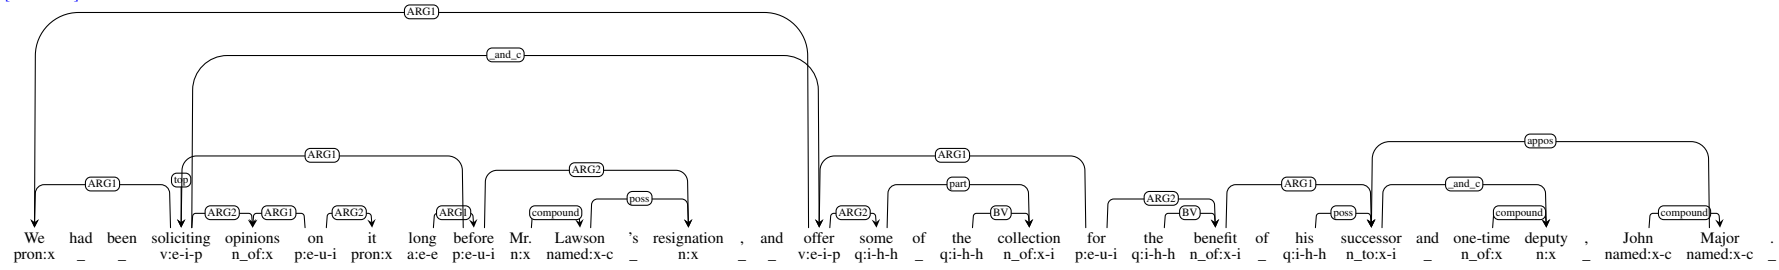 ARG1
_and_c
appos
ARG1 ARG1
top ARG2
ARG1 part ARG1 _and_c
poss ARG2
ARG2 ARG1 ARG2 ARG1 compound ARG2 BV BV poss compound compound
We had been soliciting opinions on it long before Mr. Lawson 's resignation , and offer some of the collection for the benefit of his successor and one-time deputy , John Major .
pron:x _ _ v:e-i-p n_of:x p:e-u-i pron:x a:e-e p:e-u-i n:x named:x-c _ n:x _ _ v:e-i-p q:i-h-h _ q:i-h-h n_of:x-i p:e-u-i q:i-h-h n_of:x-i _ q:i-h-h n_to:x-i _ n_of:x n:x _ named:x-c named:x-c _